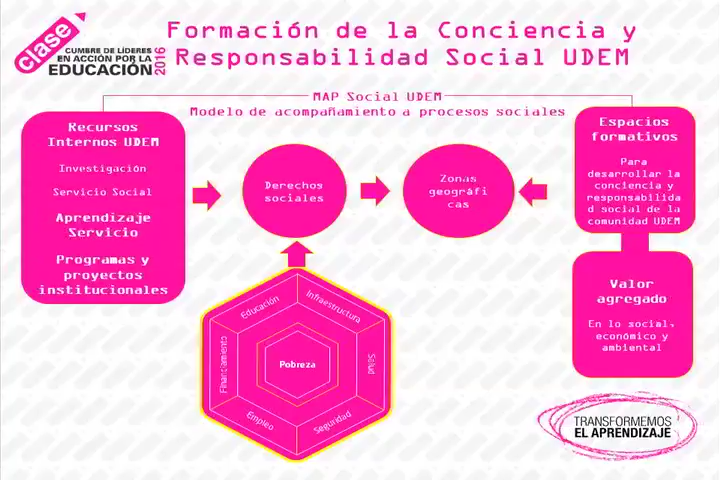 clase
CUMBRE DE LÍDERES
EN ACCIÓN POR LA
EDUCACIÓN
2016
Formación de la Conciencia y
Responsabilidad Social UDEM
MAP Social UDEM
Modelo de acompañamiento a procesos sociales
Recursos
Internos UDEM
Investigación
Servicio Social
Aprendizaje
Servicio
Programas y
proyectos
institucionales
Derechos
sociales
Zonas
geográfi
cas
Espacios
formativos
Para
desarrollar la
conciencia y
responsabilida
d social de la
comunidad UDEM
Valor
agregado
En lo social,
económico y
ambiental
Educación
Infraestructura
Financiamiento
Pobreza
Salud
Empleo
Seguridad
TRANSFORMEMOS
EL APRENDIZAJE